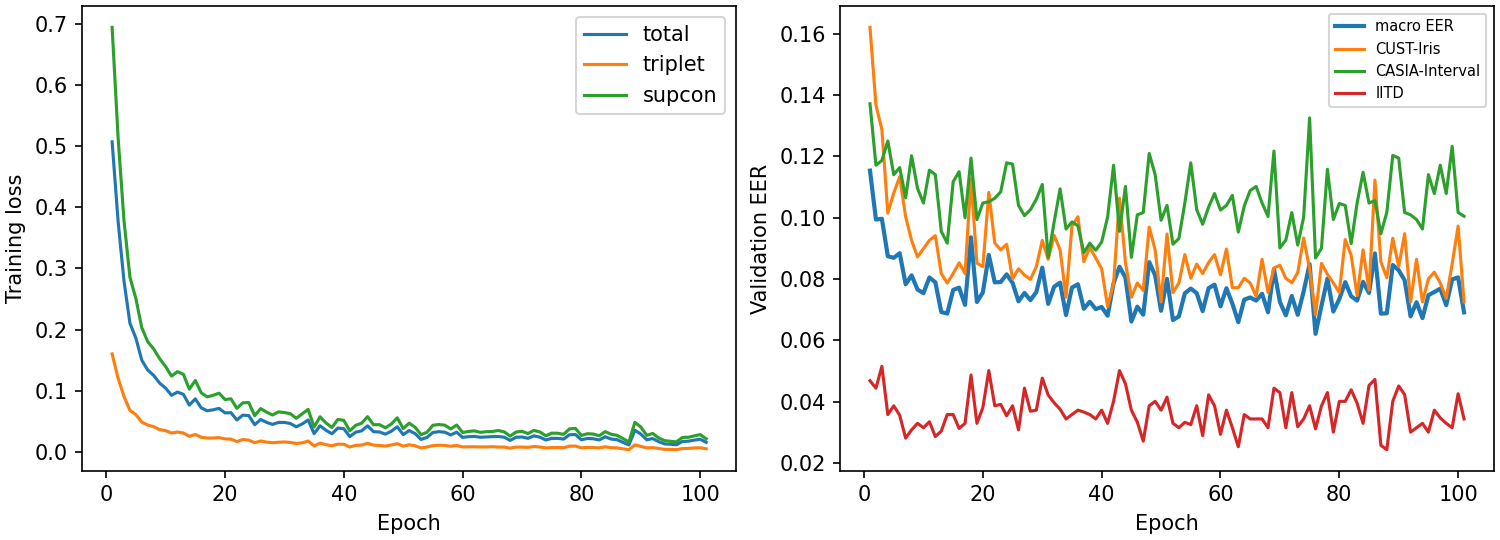 Training loss
0.7
0.6
0.5
0.4
0.3
0.2
0.1
0.0
0
20
40
60
80
100
Epoch
total
triplet
supcon
Validation EER
0.16
0.14
0.12
0.10
0.08
0.06
0.04
0.02
0
20
40
60
80
100
Epoch
macro EER
CUST-Iris
CASIA-Interval
IITD